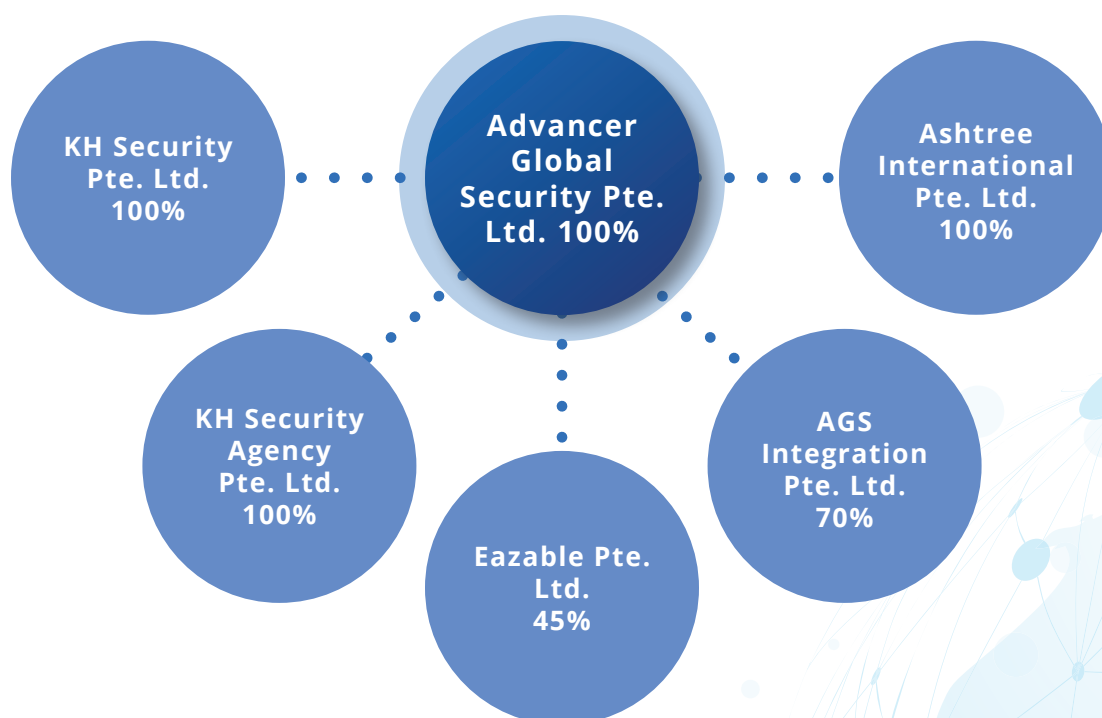 KH Security
Pte. Ltd.
100%
Advancer
Global
Security Pte.
Ltd. 100%
Ashtree
International
Pte. Ltd.
100%
KH Security
Agency
Pte. Ltd.
100%
Eazable Pte.
Ltd.
45%
AGS
Integration
Pte. Ltd.
70%